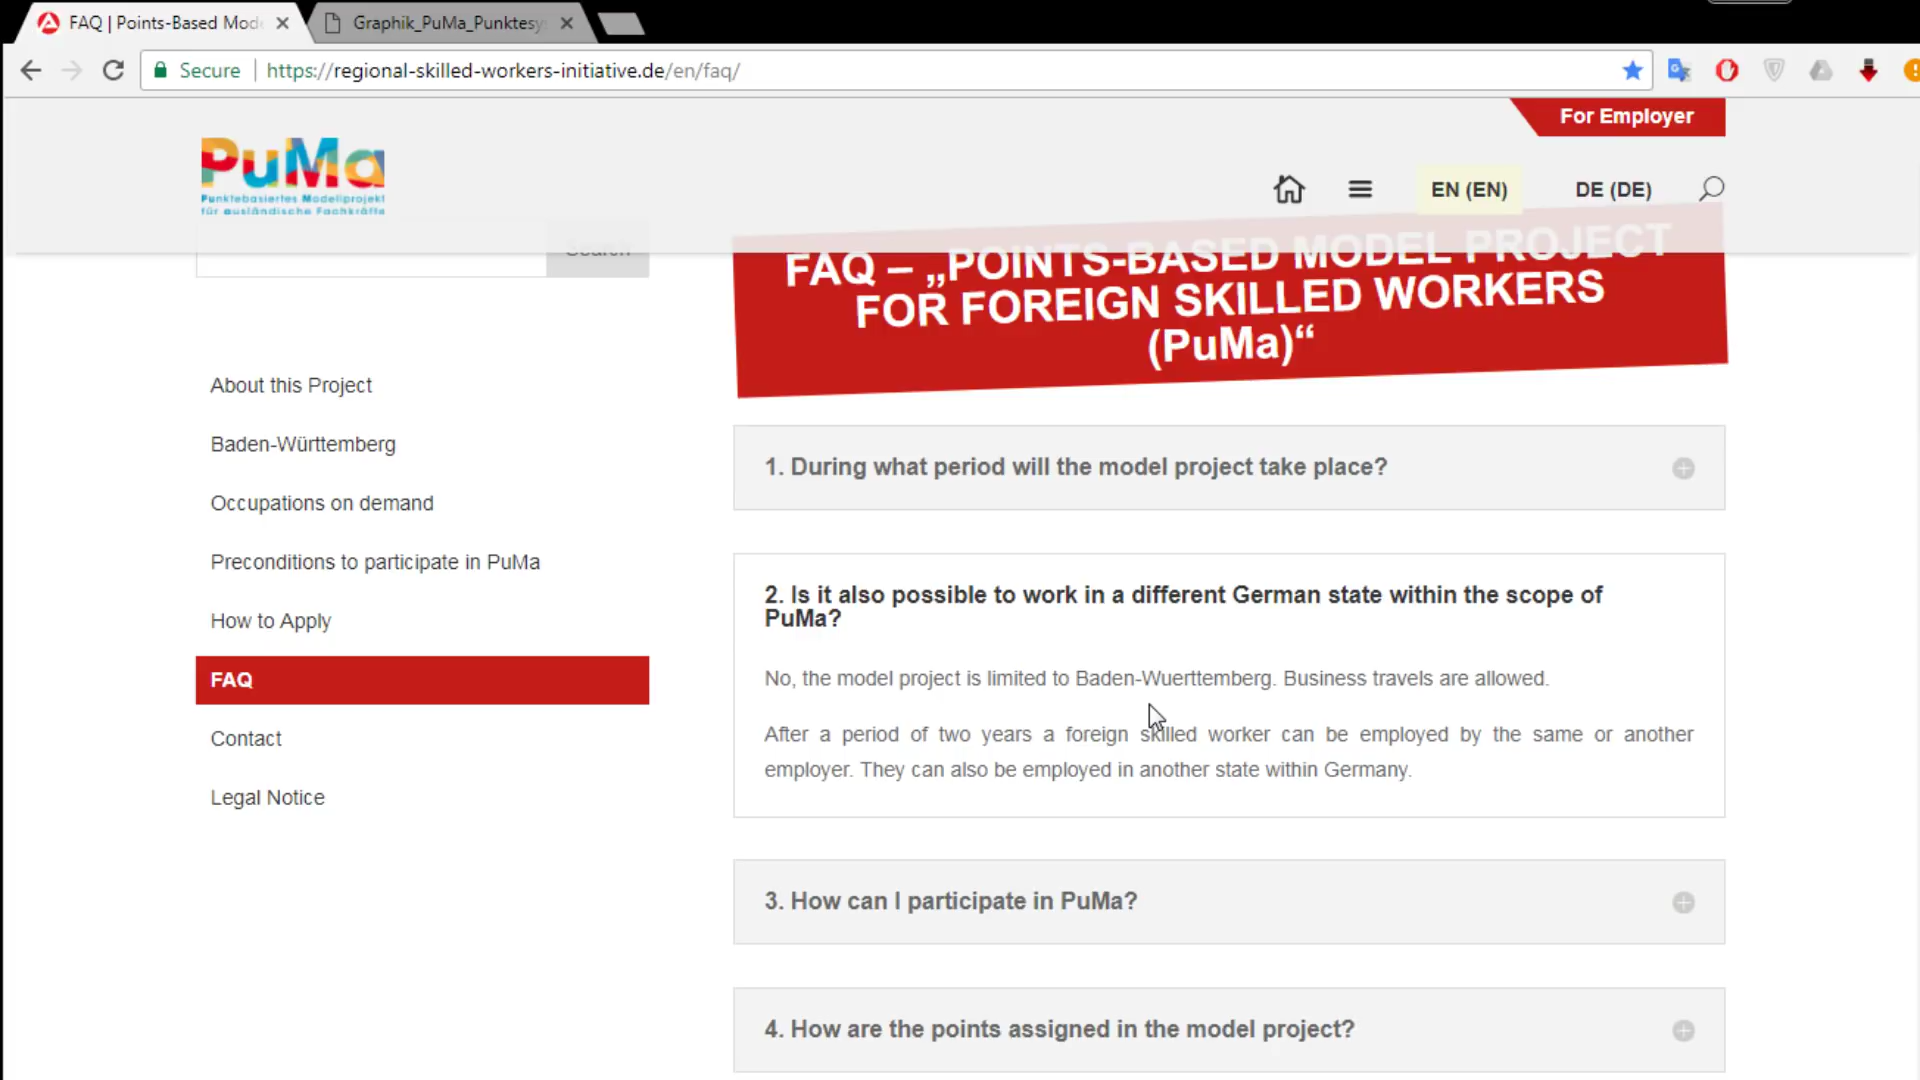 FAQ | Points-Based Mod
Graphik_PuMa_Punktesy
Secure
https://regional-skilled-workers-initiative.de/en/faq/
For Employer
PuMa
Punktebasiertes Modellprojekt
für ausländische Fachkräfte
EN (EN)
DE (DE)
Search
FAQ – „POINTS-BASED MODEL PROJECT
FOR FOREIGN SKILLED WORKERS
(PuMa)“
About this Project
Baden-Württemberg
Occupations on demand
Preconditions to participate in PuMa
How to Apply
FAQ
Contact
Legal Notice
1. During what period will the model project take place?
2. Is it also possible to work in a different German state within the scope of
PuMa?
No, the model project is limited to Baden-Wuerttemberg. Business travels are allowed.
After a period of two years a foreign skilled worker can be employed by the same or another
employer. They can also be employed in another state within Germany.
3. How can I participate in PuMa?
4. How are the points assigned in the model project?